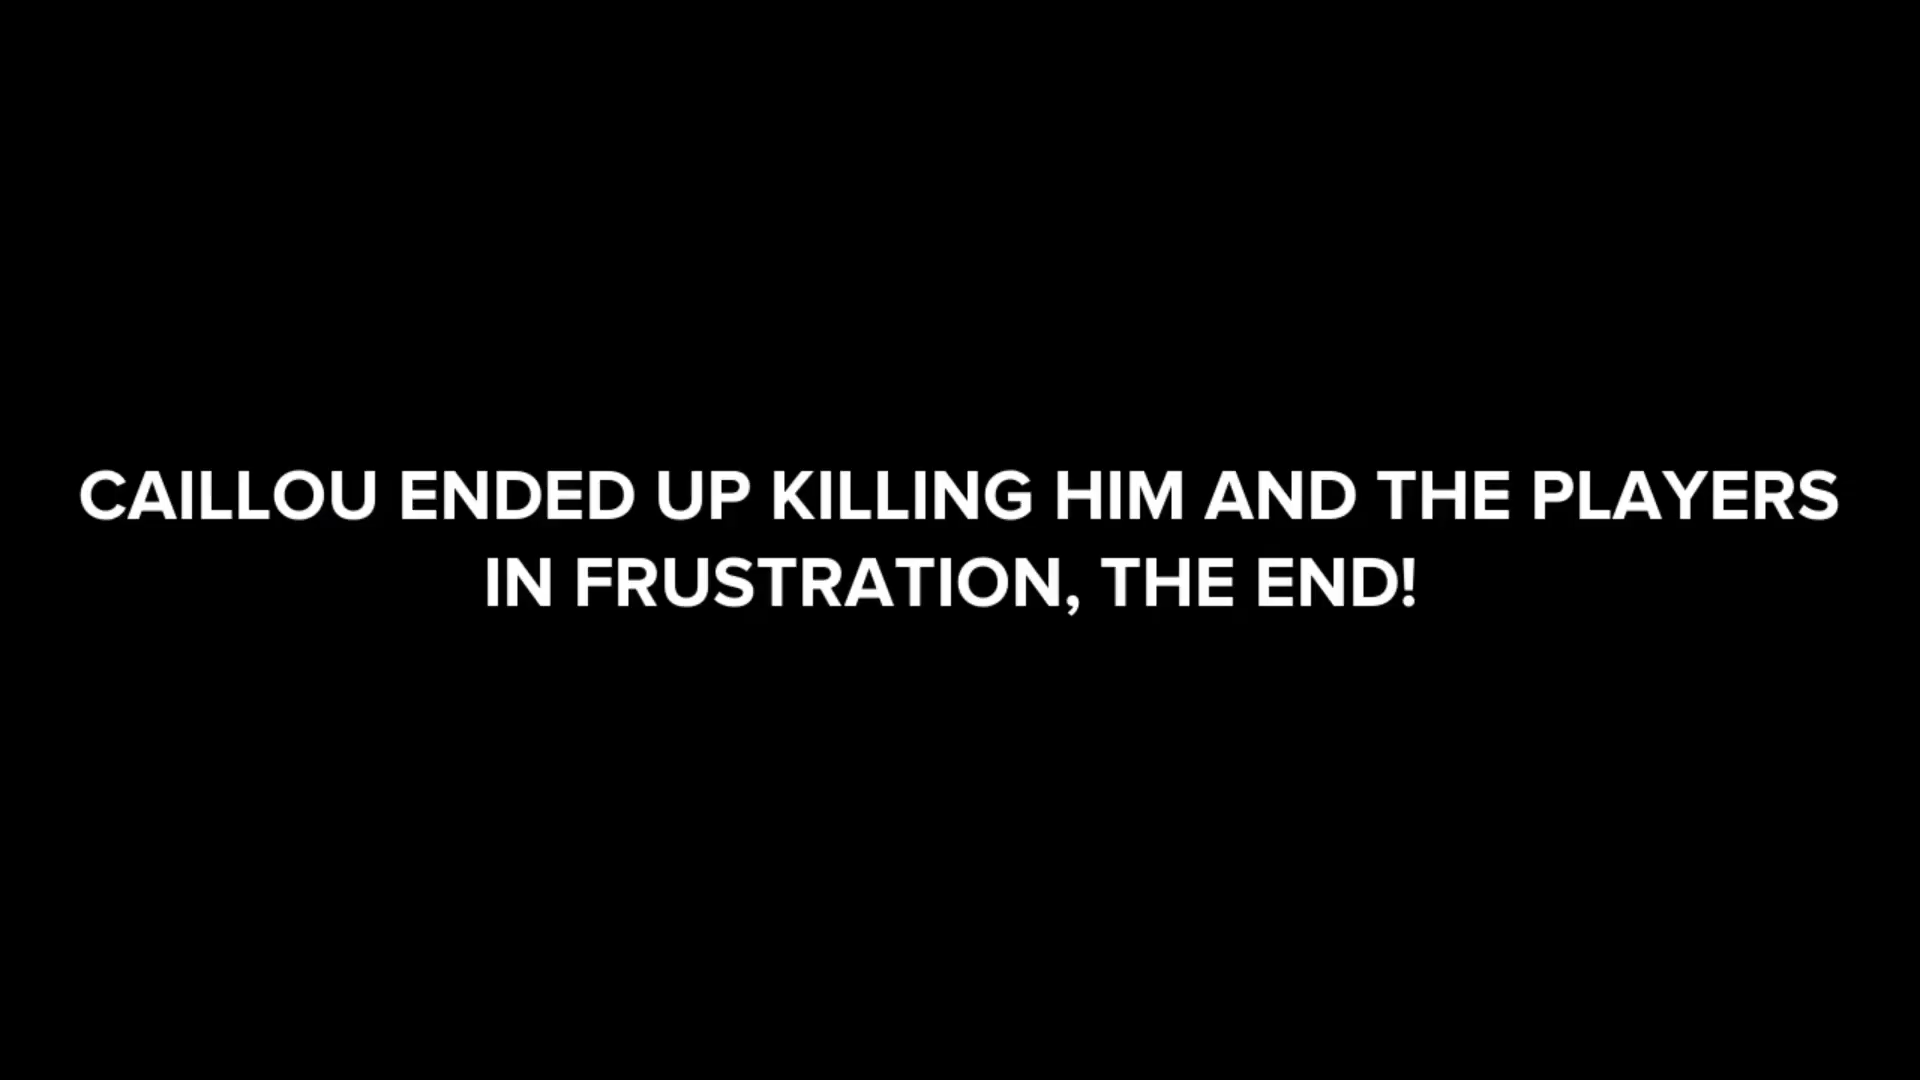 CAILLOU ENDED UP KILLING HIM AND THE PLAYERS
IN FRUSTRATION, THE END!